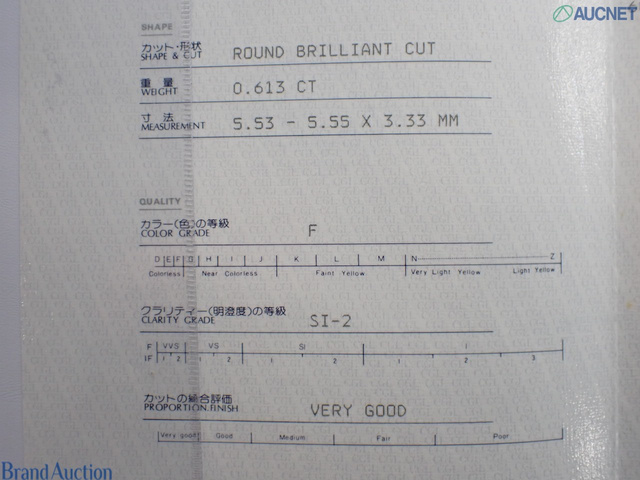 AUCNET
SHAPE
カット・形状
SHAPE & CUT ROUND BRILLIANT CUT
重量
WEIGHT 0.613 CT
寸法
MEASUREMENT 5.53 - 5.55 X 3.33 MM
QUALITY
カラー(色)の等級
COLOR GRADE F
D E F G H I J K L M N Z
Colorless Near Colorless Faint Yellow Very Light Yellow Light Yellow
クラリティー(明澄度)の等級
CLARITY GRADE SI-2
F VVS VS SI I
IF 1 2 1 2 1 2 1 2 3
カットの総合評価
PROPORTION.FINISH VERY GOOD
Very good Good Medium Fair Poor
Brand Auction